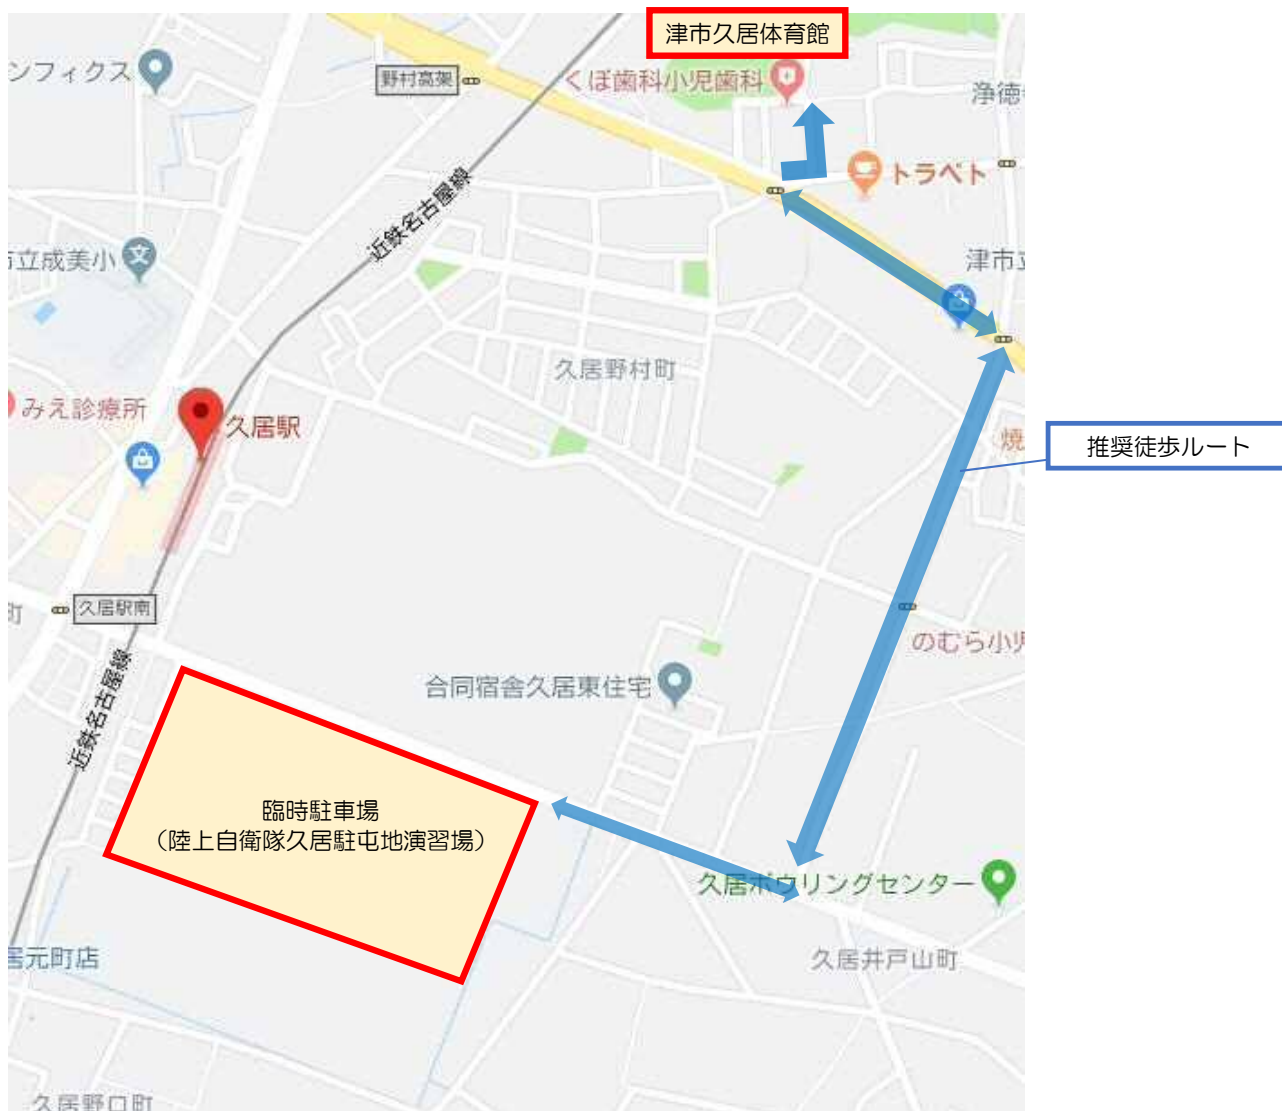 津市久居体育館
ンフィクス
野村高架
くぼ歯科小児歯科
浄徳
トラベト
近鉄名古屋線
市立成美小
文
津市立
久居野村町
みえ診療所
久居駅
焼
推奨徒歩ルート
久居駅南
町
のむら小児
合同宿舎久居東住宅
近鉄名古屋線
臨時駐車場
（陸上自衛隊久居駐屯地演習場）
久居ボウリングセンター
居元町店
久居井戸山町
久居野口町